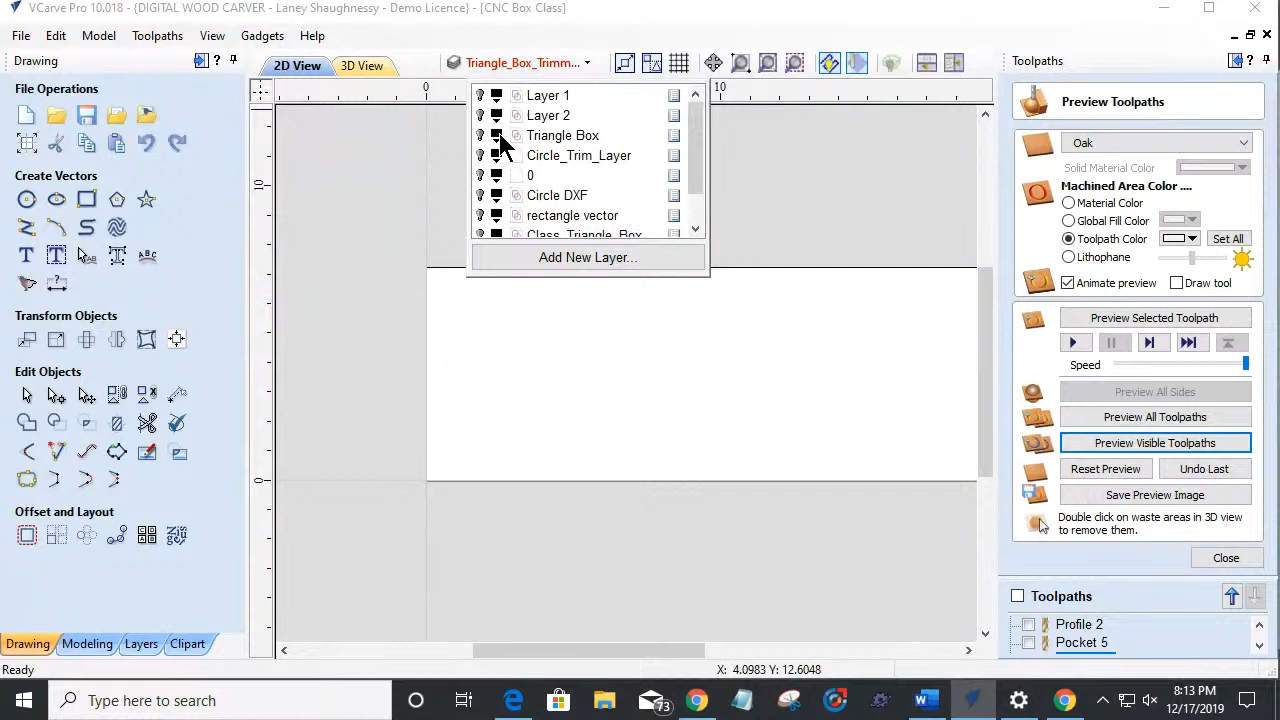 VCarve Pro 10.018 - {DIGITAL WOOD CARVER - Laney Shaughnessy - Demo Licence} - [CNC Box Class]
File Edit Model Toolpaths View Gadgets Help
Drawing
File Operations
Create Vectors
Transform Objects
Edit Objects
Offset and Layout
Drawing Modeling Layers Clipart
2D View 3D View Triangle_Box_Trimm...
0 10
10
0
Layer 1
Layer 2
Triangle Box
Circle_Trim_Layer
0
Circle DXF
rectangle vector
Class_Triangle_Box
Add New Layer...
Toolpaths
Preview Toolpaths
Oak
Solid Material Color
Machined Area Color ....
Material Color
Global Fill Color
Toolpath Color Set All
Lithophane
Animate preview Draw tool
Preview Selected Toolpath
Speed
Preview All Sides
Preview All Toolpaths
Preview Visible Toolpaths
Reset Preview Undo Last
Save Preview Image
Double click on waste areas in 3D view
to remove them.
Close
Toolpaths
Profile 2
Pocket 5
Ready X: 4.0983 Y: 12.6048
Type here to search
73
8:13 PM
12/17/2019